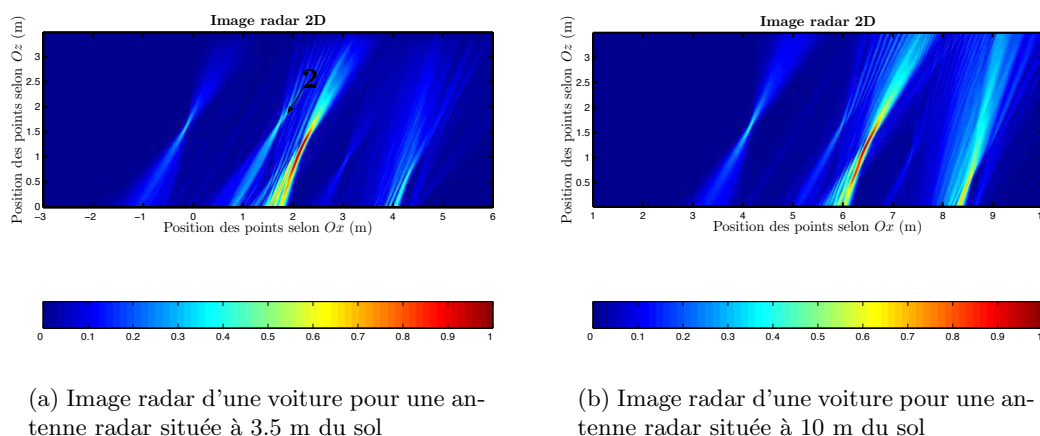 Image radar 2D
Position des points selon Oz (m)
3
2.5
2
1.5
1
0.5
0
2
−3 −2 −1 0 1 2 3 4 5 6
Position des points selon Ox (m)
0 0.1 0.2 0.3 0.4 0.5 0.6 0.7 0.8 0.9 1
(a) Image radar d'une voiture pour une an-
tenne radar située à 3.5 m du sol
Image radar 2D
Position des points selon Oz (m)
3
2.5
2
1.5
1
0.5
1 2 3 4 5 6 7 8 9 10
Position des points selon Ox (m)
0 0.1 0.2 0.3 0.4 0.5 0.6 0.7 0.8 0.9 1
(b) Image radar d'une voiture pour une an-
tenne radar située à 10 m du sol